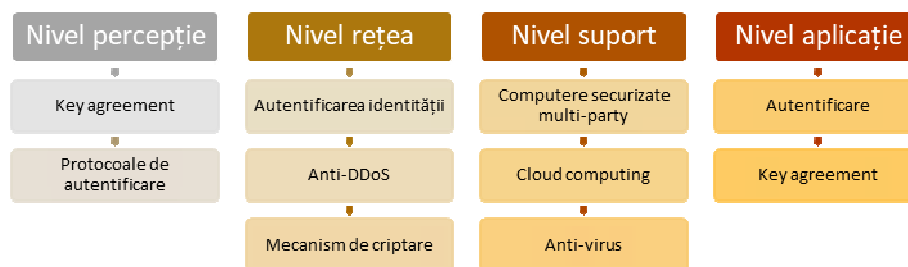 Nivel percepție
Key agreement
Protocoale de
autentificare
Nivel rețea
Autentificarea identității
Anti-DDoS
Mecanism de criptare
Nivel suport
Computere securizate
multi-party
Cloud computing
Anti-virus
Nivel aplicație
Autentificare
Key agreement